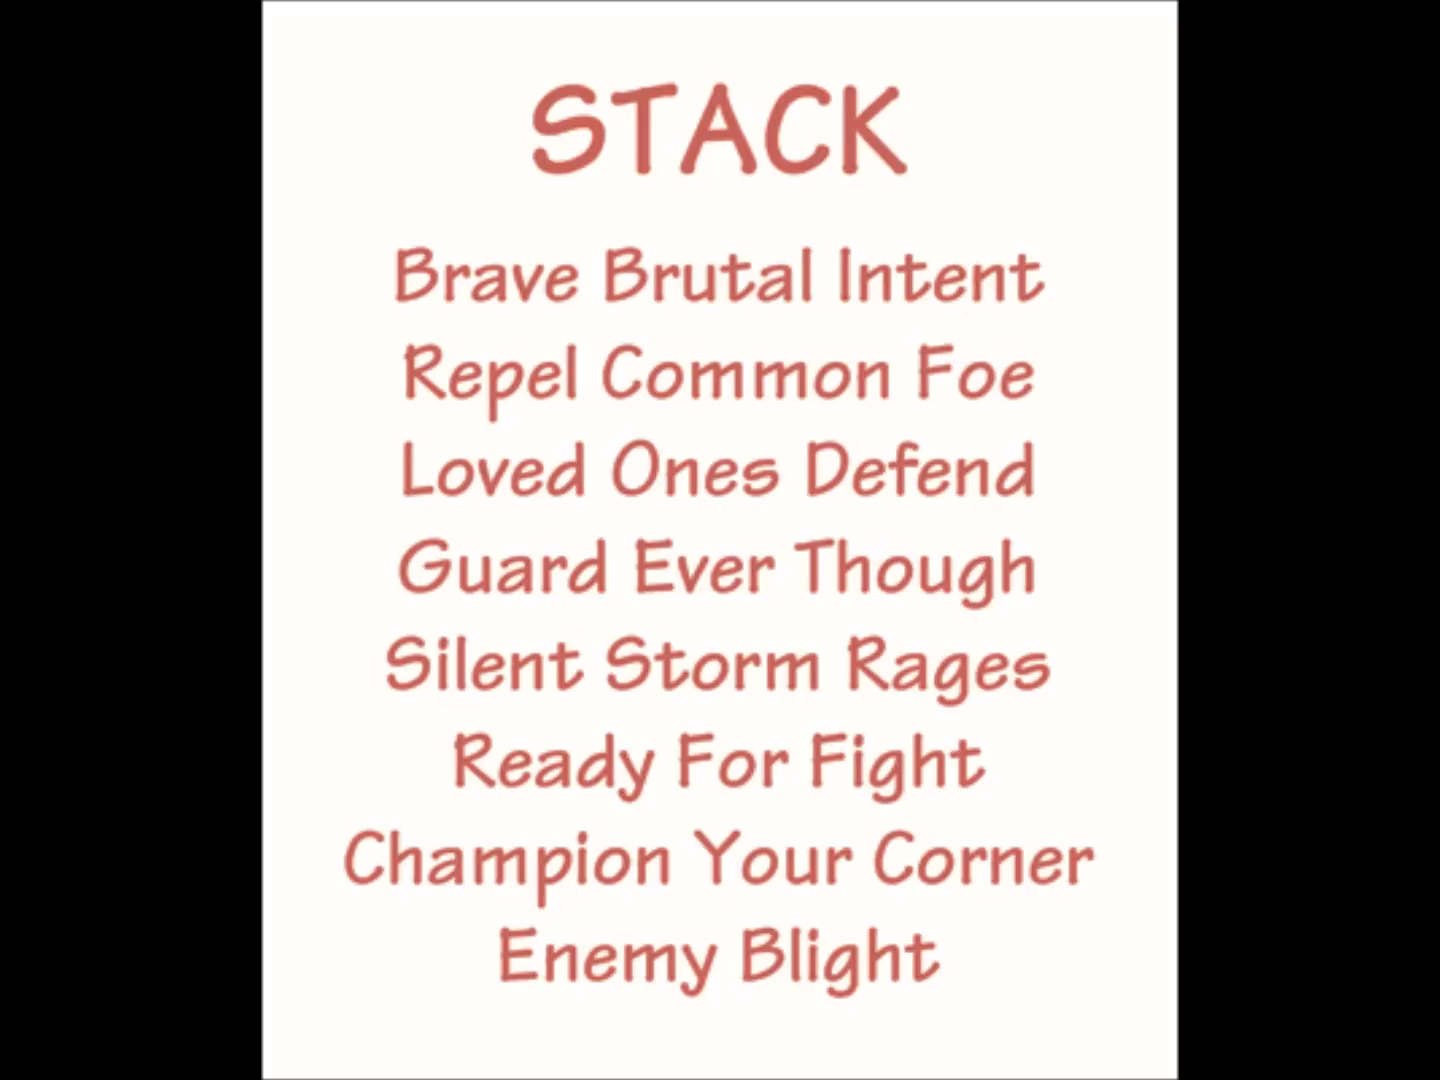 STACK
Brave Brutal Intent
Repel Common Foe
Loved Ones Defend
Guard Ever Though
Silent Storm Rages
Ready For Fight
Champion Your Corner
Enemy Blight